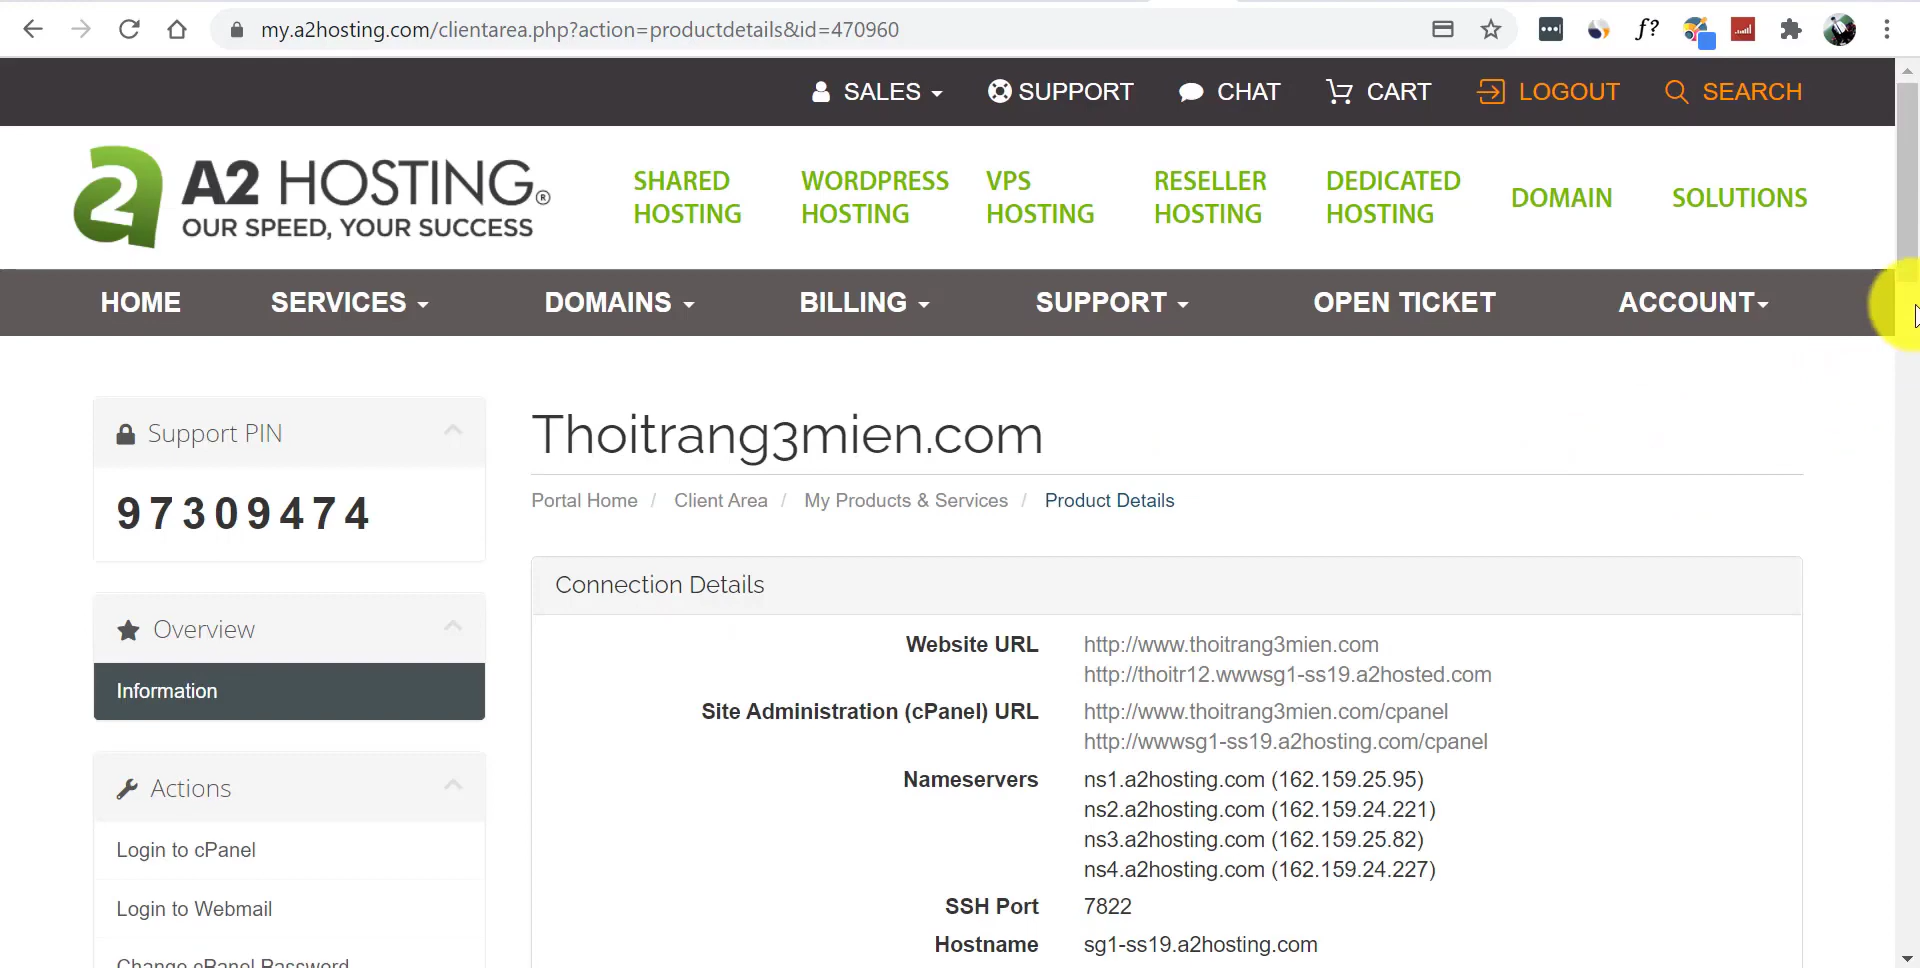 my.a2hosting.com/clientarea.php?action=productdetails&id=470960
f?
SALES SUPPORT CHAT CART LOGOUT SEARCH
A2 HOSTING®
OUR SPEED, YOUR SUCCESS
SHARED HOSTING
WORDPRESS HOSTING
VPS HOSTING
RESELLER HOSTING
DEDICATED HOSTING
DOMAIN
SOLUTIONS
HOME SERVICES DOMAINS BILLING SUPPORT OPEN TICKET ACCOUNT
Support PIN
97309474
Overview
Information
Actions
Login to cPanel
Login to Webmail
Change cPanel Password
Thoitrang3mien.com
Portal Home / Client Area / My Products & Services / Product Details
Connection Details
Website URL http://www.thoitrang3mien.com
http://thoitr12.wwwsg1-ss19.a2hosted.com
Site Administration (cPanel) URL http://www.thoitrang3mien.com/cpanel
http://wwwsg1-ss19.a2hosting.com/cpanel
Nameservers ns1.a2hosting.com (162.159.25.95)
ns2.a2hosting.com (162.159.24.221)
ns3.a2hosting.com (162.159.25.82)
ns4.a2hosting.com (162.159.24.227)
SSH Port 7822
Hostname sg1-ss19.a2hosting.com